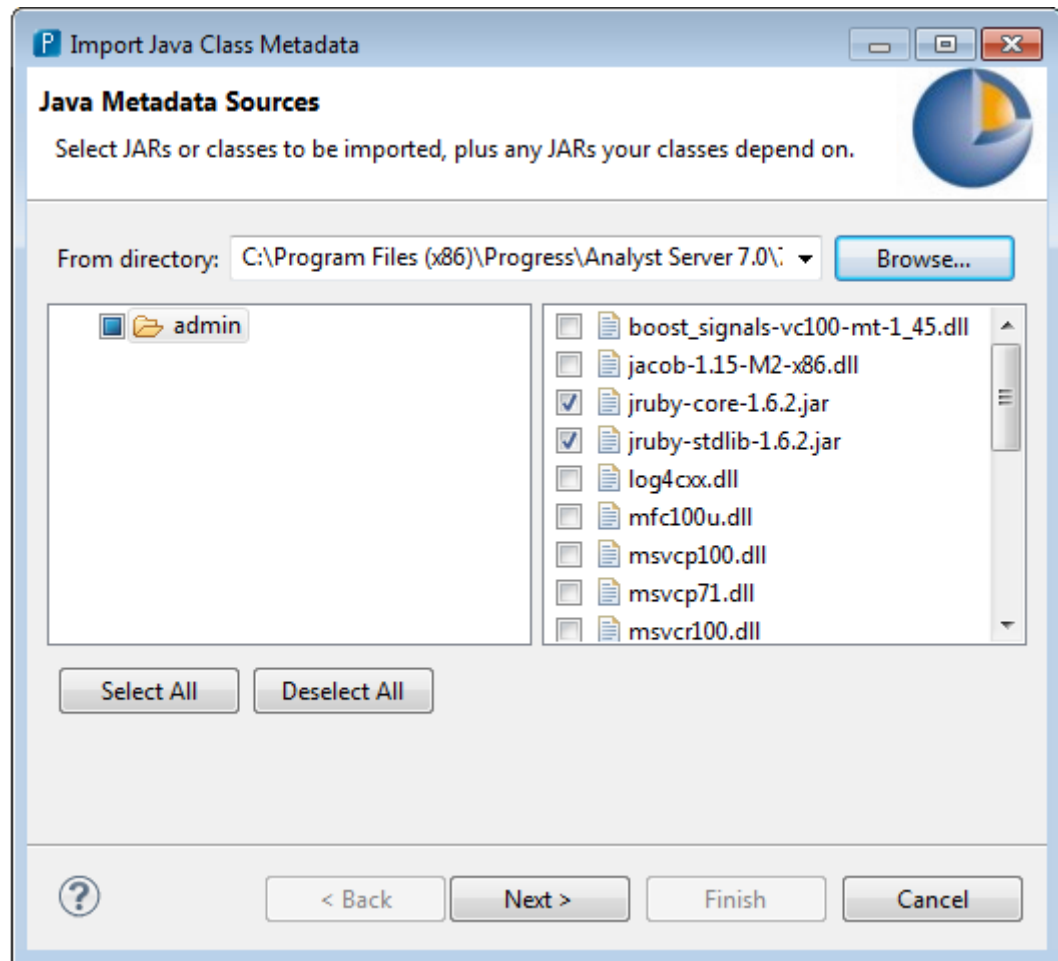 P Import Java Class Metadata
Java Metadata Sources
Select JARs or classes to be imported, plus any JARs your classes depend on.
From directory: C:\Program Files (x86)\Progress\Analyst Server 7.0\ Browse...
admin
boost_signals-vc100-mt-1_45.dll
jacob-1.15-M2-x86.dll
jruby-core-1.6.2.jar
jruby-stdlib-1.6.2.jar
log4cxx.dll
mfc100u.dll
msvcp100.dll
msvcp71.dll
msvcr100.dll
Select All Deselect All
? < Back Next > Finish Cancel